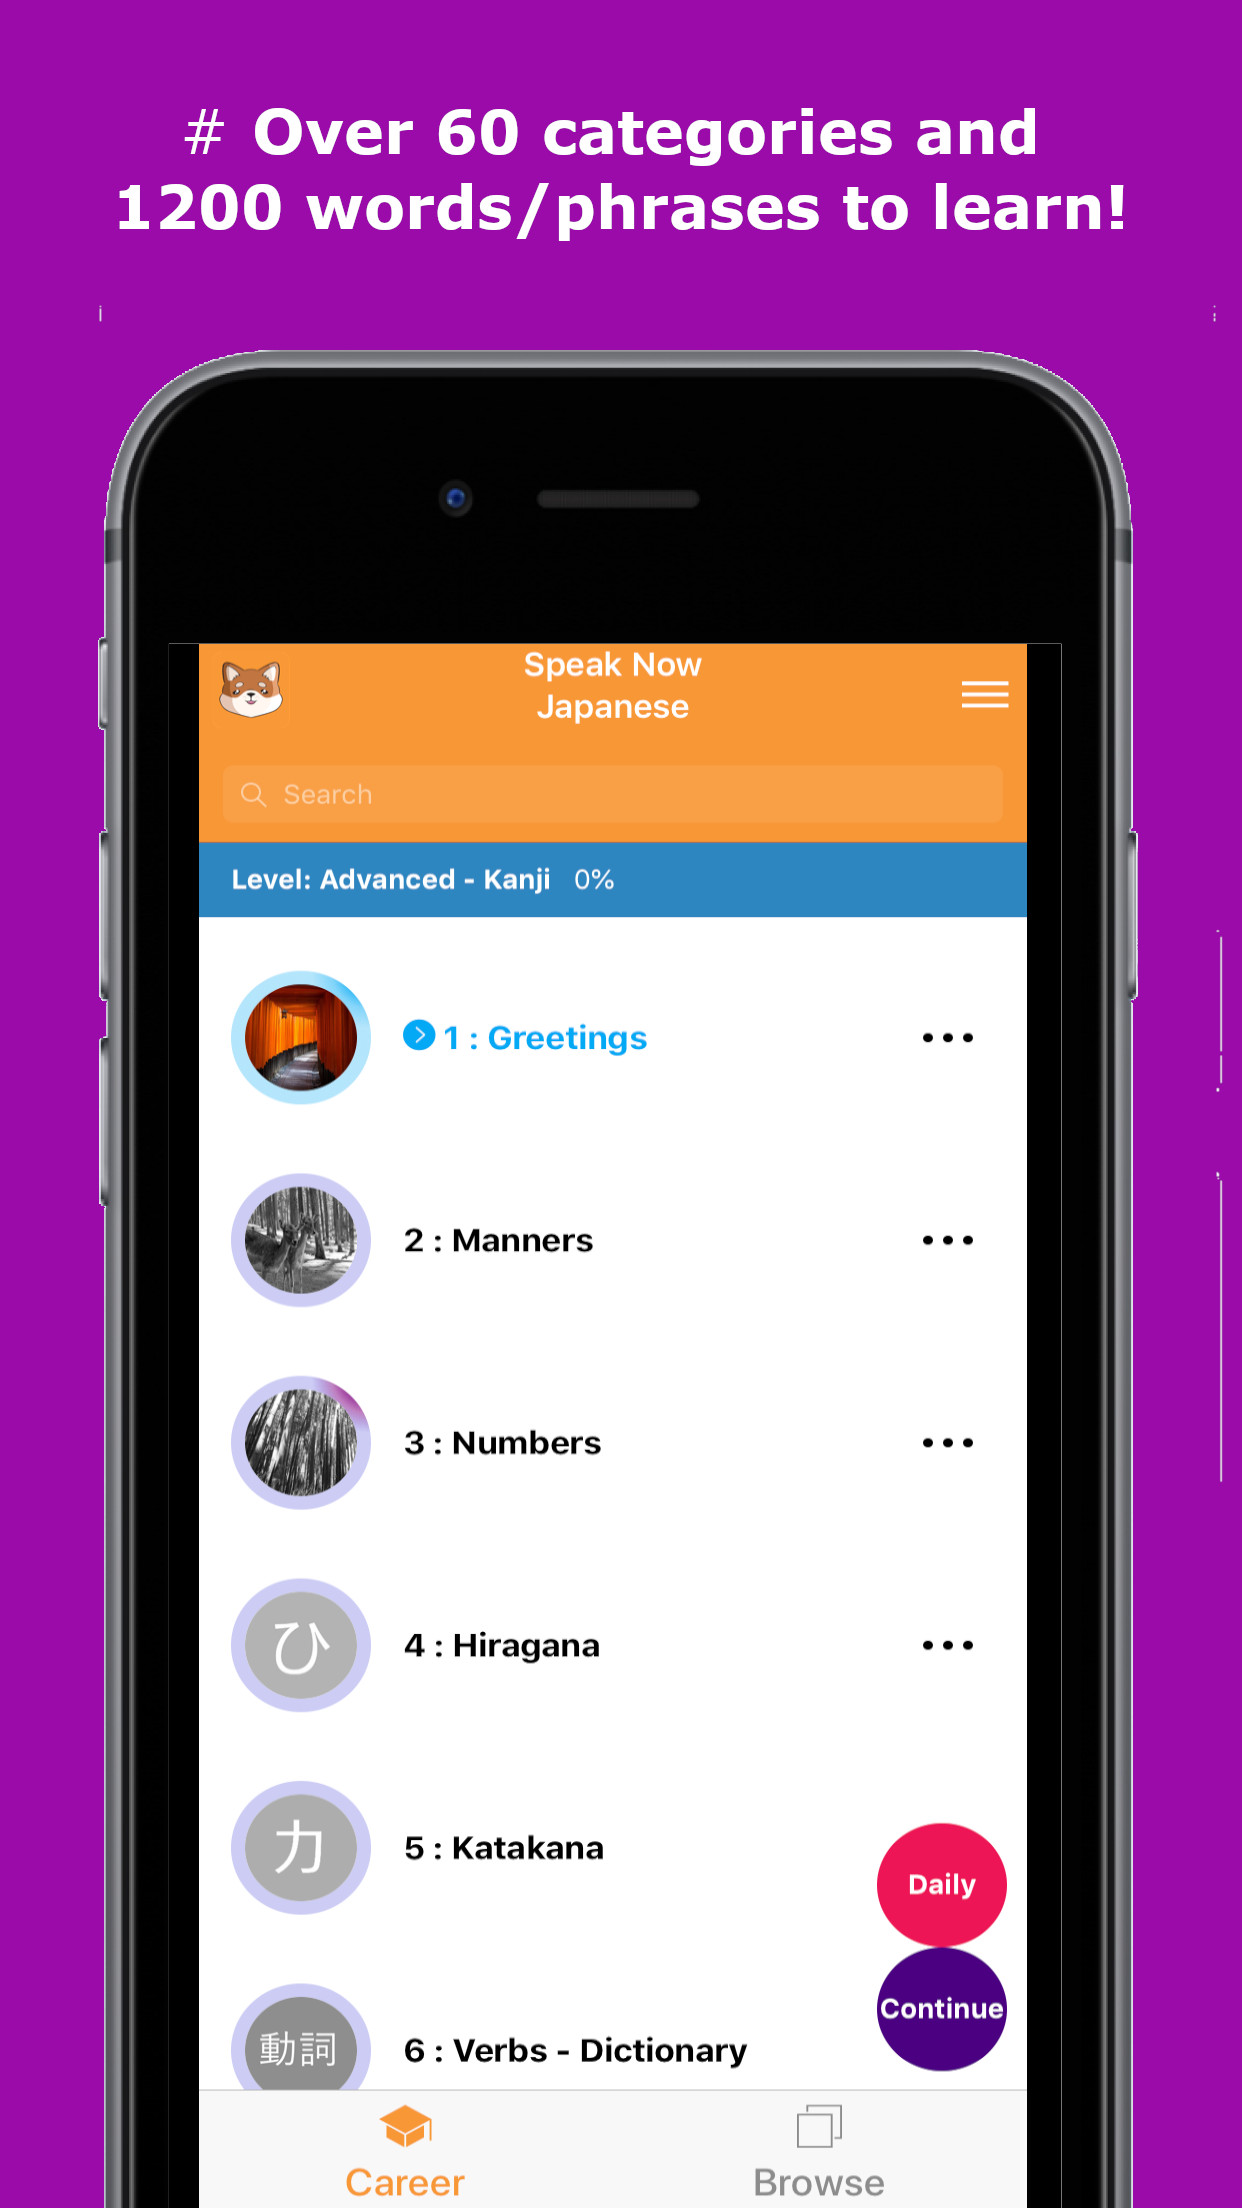 # Over 60 categories and
1200 words/phrases to learn!
Speak Now
Japanese
Search
Level: Advanced - Kanji 0%
1 : Greetings
2 : Manners
3 : Numbers
ひ
4 : Hiragana
カ
5 : Katakana
Daily
Continue
動詞
6 : Verbs - Dictionary
Career
Browse